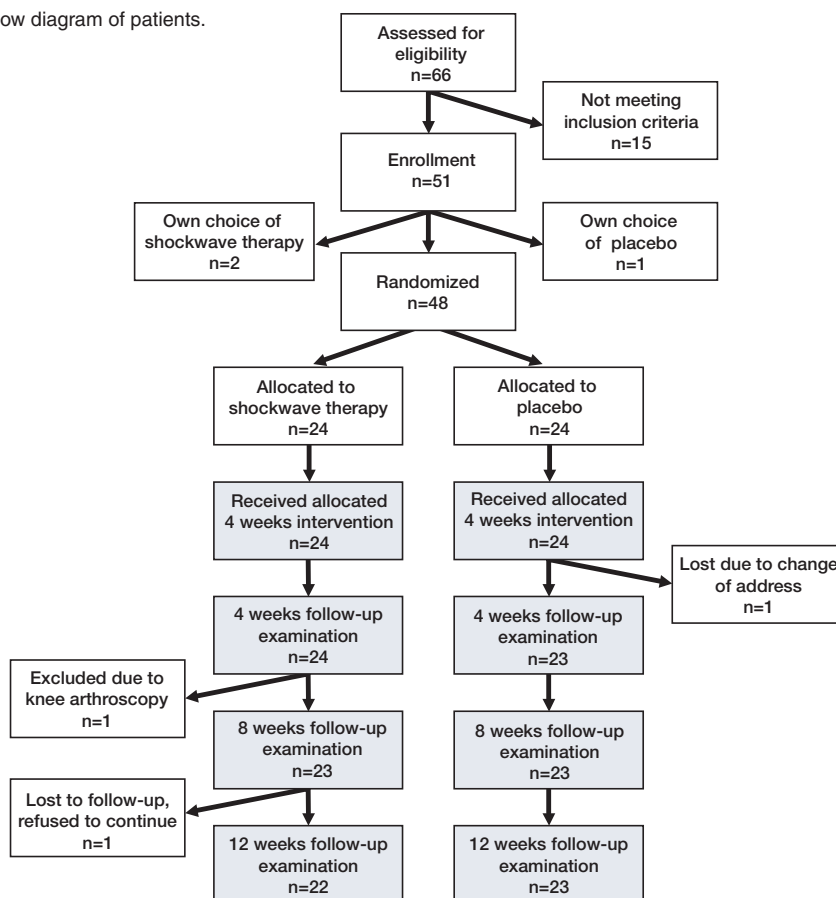 ow diagram of patients.
Assessed for
eligibility
n=66
Not meeting
inclusion criteria
n=15
Enrollment
n=51
Own choice of
shockwave therapy
n=2
Own choice
of placebo
n=1
Randomized
n=48
Allocated to
shockwave therapy
n=24
Allocated to
placebo
n=24
Received allocated
4 weeks intervention
n=24
Received allocated
4 weeks intervention
n=24
Lost due to change
of address
n=1
4 weeks follow-up
examination
n=24
4 weeks follow-up
examination
n=23
Excluded due to
knee arthroscopy
n=1
8 weeks follow-up
examination
n=23
8 weeks follow-up
examination
n=23
Lost to follow-up,
refused to continue
n=1
12 weeks follow-up
examination
n=22
12 weeks follow-up
examination
n=23